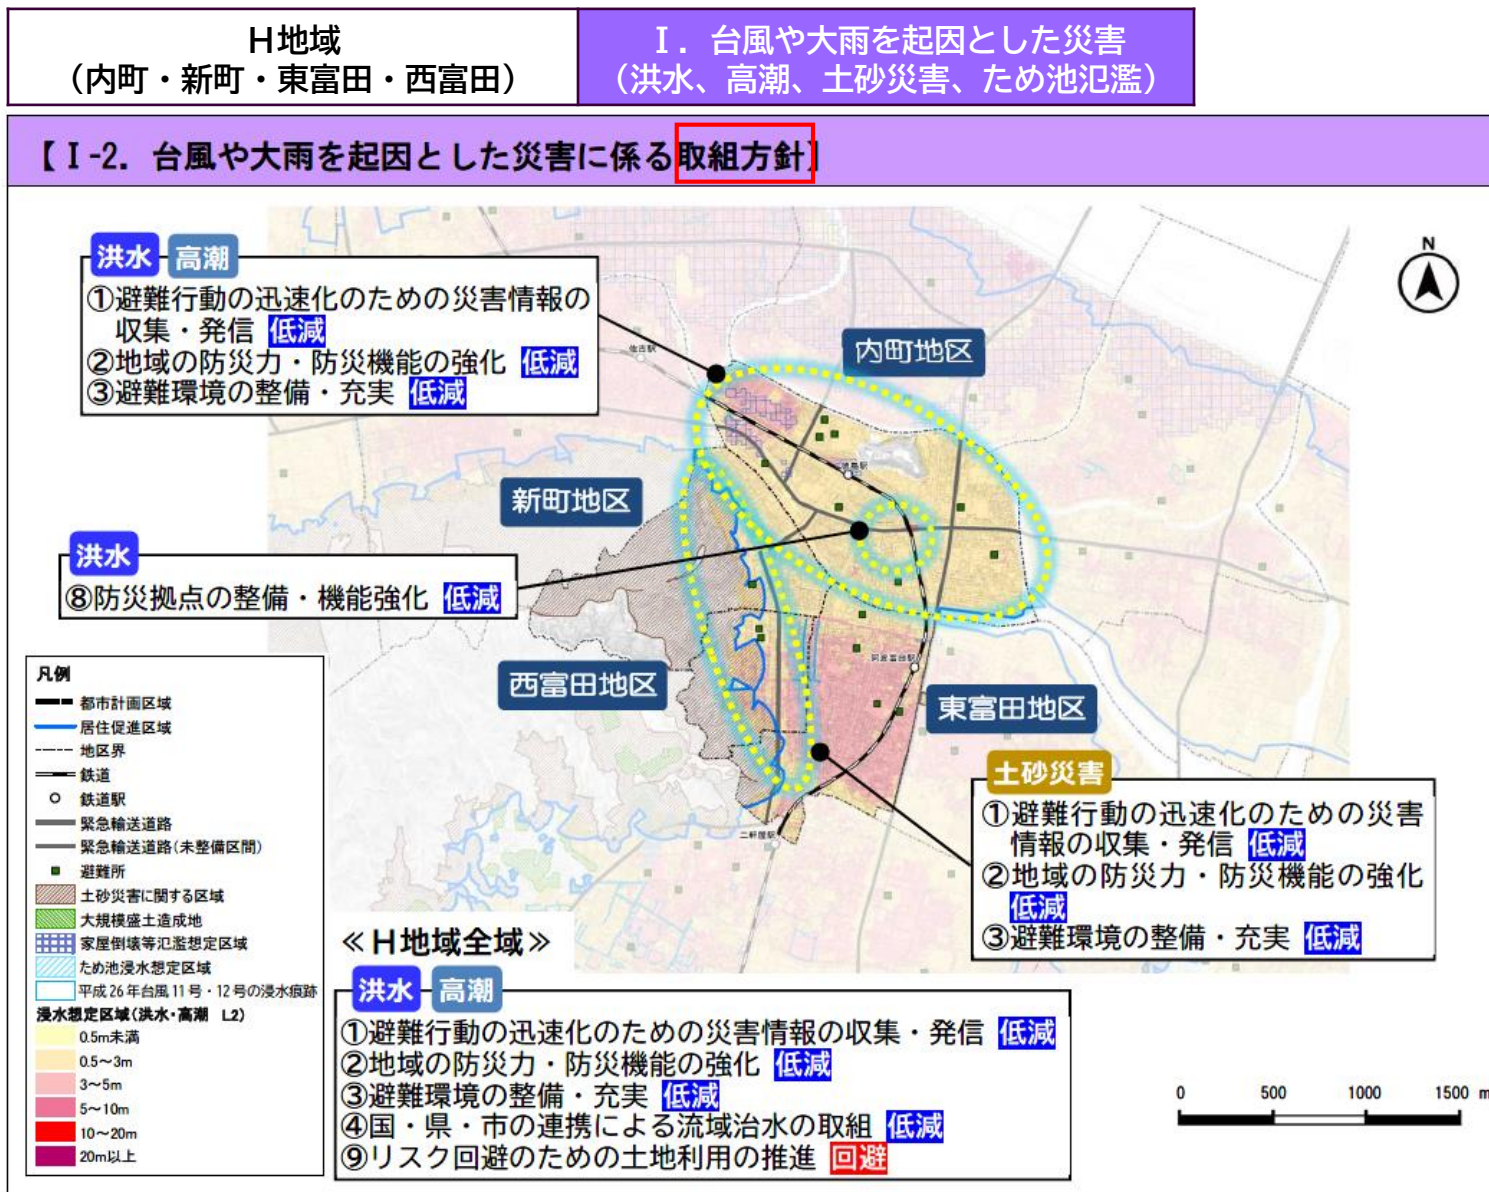 H地域
（内町・新町・東富田・西富田）
Ⅰ．台風や大雨を起因とした災害
（洪水、高潮、土砂災害、ため池氾濫）
【Ⅰ-2. 台風や大雨を起因とした災害に係る取組方針】
洪水 高潮
①避難行動の迅速化のための災害情報の
収集・発信 低減
②地域の防災力・防災機能の強化 低減
③避難環境の整備・充実 低減
N
佐古駅
内町地区
徳島駅
新町地区
洪水
⑧防災拠点の整備・機能強化 低減
西富田地区
阿波富田駅
東富田地区
二軒屋駅
土砂災害
①避難行動の迅速化のための災害
情報の収集・発信 低減
②地域の防災力・防災機能の強化
低減
③避難環境の整備・充実 低減
凡例
都市計画区域
居住促進区域
地区界
鉄道
鉄道駅
緊急輸送道路
緊急輸送道路(未整備区間)
避難所
土砂災害に関する区域
大規模盛土造成地
家屋倒壊等氾濫想定区域
ため池浸水想定区域
平成26年台風11号・12号の浸水痕跡
浸水想定区域(洪水・高潮 L2)
0.5m未満
0.5～3m
3～5m
5～10m
10～20m
20m以上
≪H地域全域≫
洪水 高潮
①避難行動の迅速化のための災害情報の収集・発信 低減
②地域の防災力・防災機能の強化 低減
③避難環境の整備・充実 低減
④国・県・市の連携による流域治水の取組 低減
⑨リスク回避のための土地利用の推進 回避
0 500 1000 1500 m